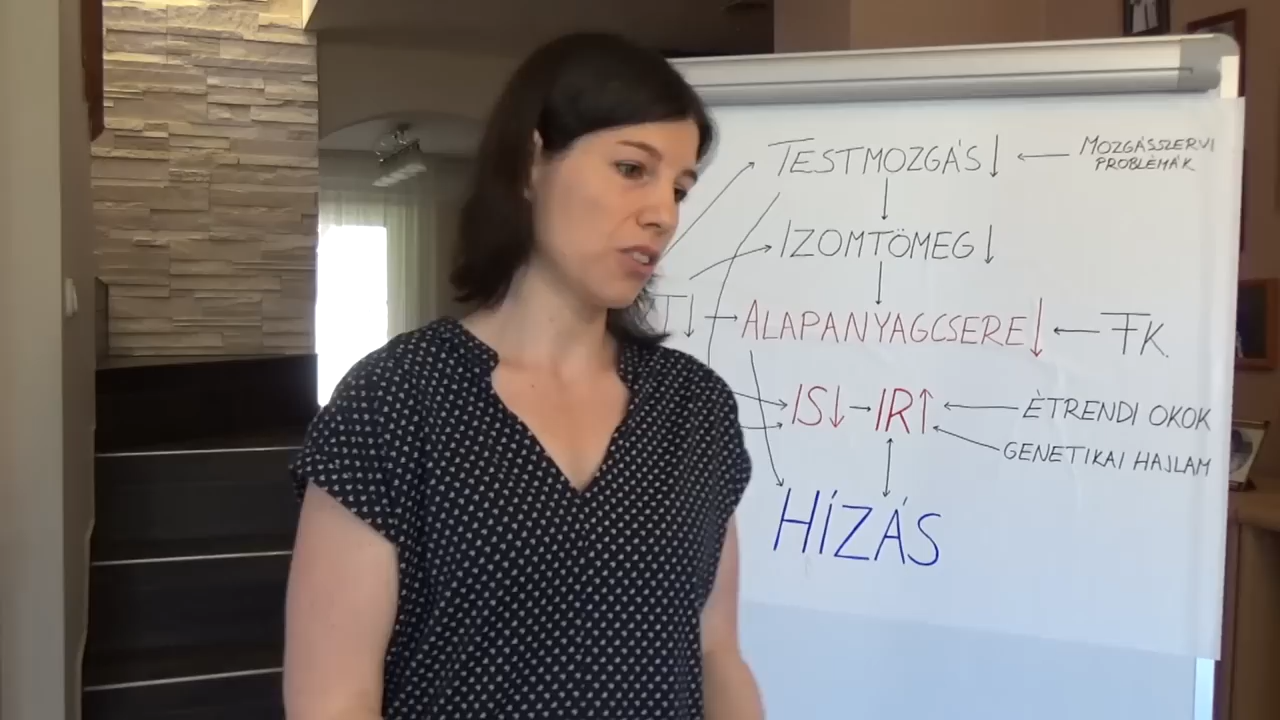 TESTMOZGÁS↓ ← MOZGÁSSZERVI
PROBLÉMÁK
IZOMTÖMEG↓
T↓ → ALAPANYAGCSERE↓ ← FK.
IS↓ → IR↑ ← ÉTRENDI OKOK
GENETIKAI HAJLAM
HÍZÁS